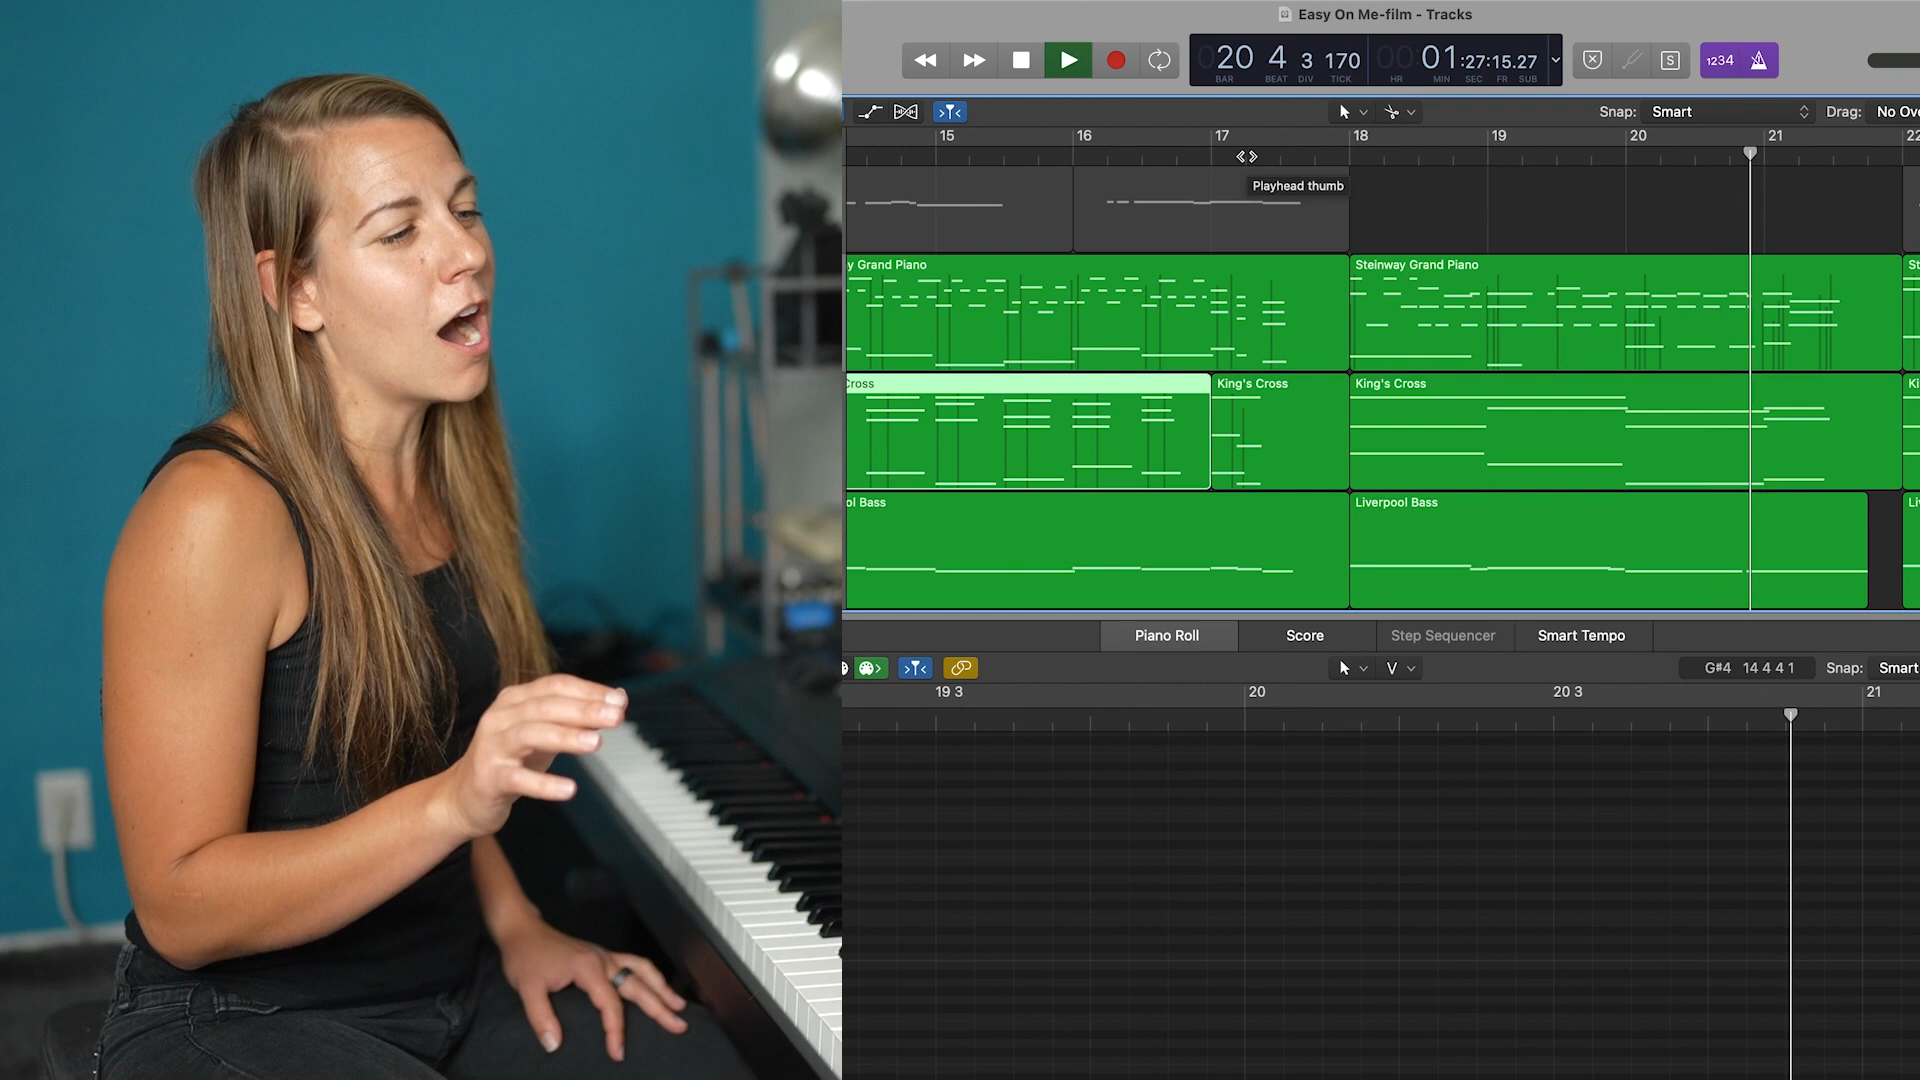 Easy On Me-film - Tracks
20 4 3 170 01:27:15.27
BAR BEAT DIV TICK HR MIN SEC FR SUB
S
1234
Snap: Smart Drag: No Ove
15 16 17 18 19 20 21 22
Playhead thumb
y Grand Piano Steinway Grand Piano St
Cross King's Cross King's Cross Ki
ol Bass Liverpool Bass Li
Piano Roll Score Step Sequencer Smart Tempo
G#4 14 4 4 1 Snap: Smart
19 3 20 20 3 21